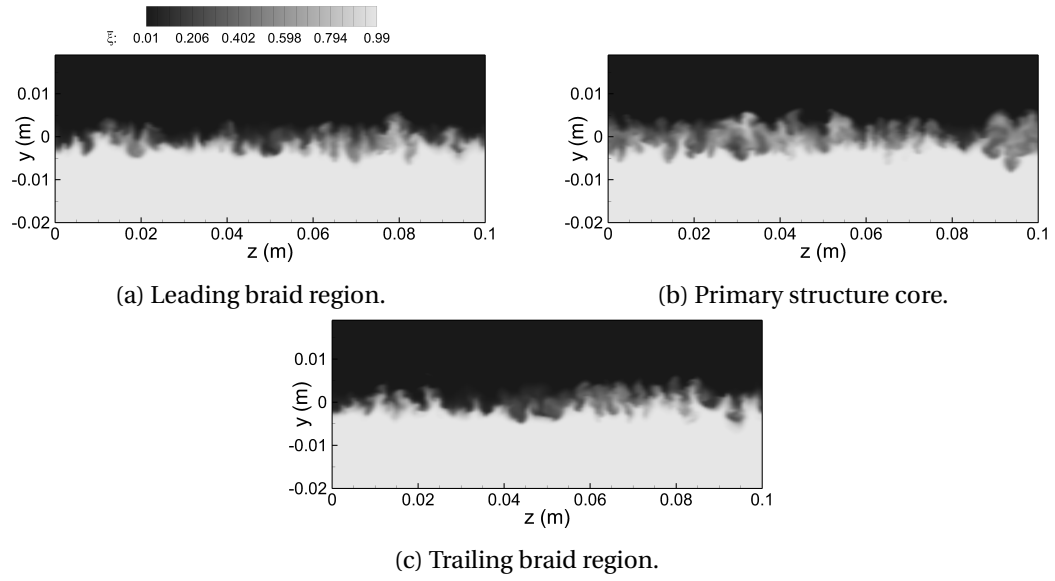 ξ̄: 0.01 0.206 0.402 0.598 0.794 0.99
y (m)
0.01
0
-0.01
-0.02
0 0.02 0.04 0.06 0.08 0.1
z (m)
(a) Leading braid region.
y (m)
0.01
0
-0.01
-0.02
0 0.02 0.04 0.06 0.08 0.1
z (m)
(b) Primary structure core.
y (m)
0.01
0
-0.01
-0.02
0 0.02 0.04 0.06 0.08 0.1
z (m)
(c) Trailing braid region.